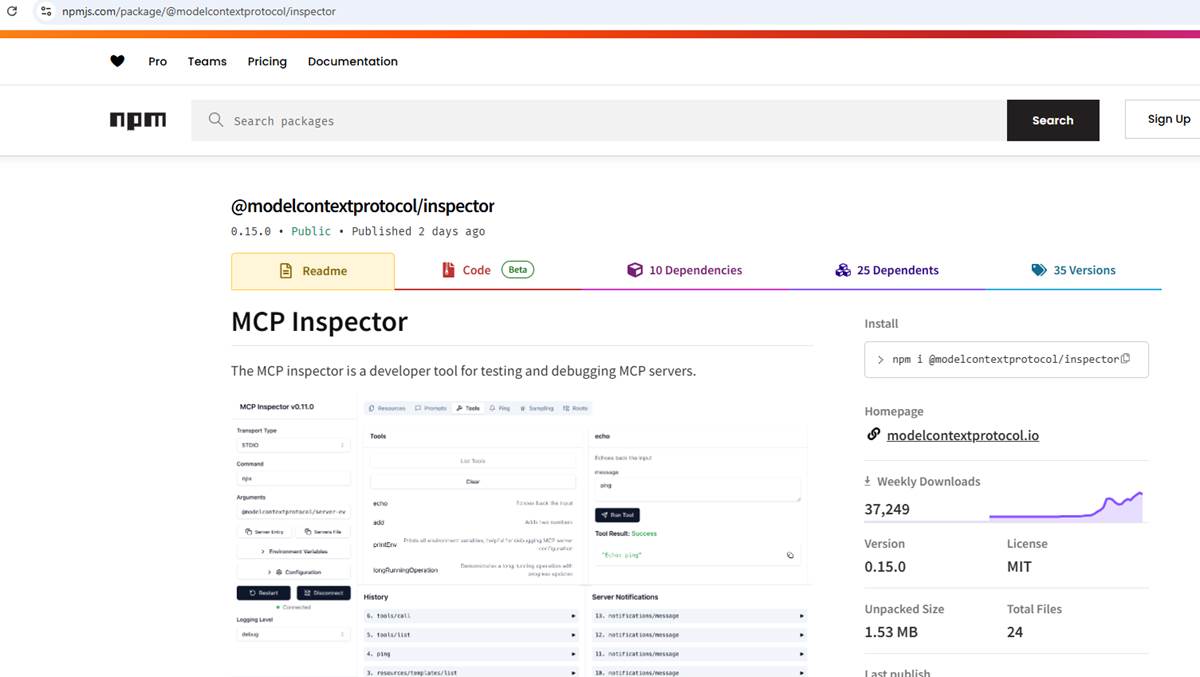 npmjs.com/package/@modelcontextprotocol/inspector
Pro Teams Pricing Documentation
npm
Search packages
Search
Sign Up
@modelcontextprotocol/inspector
0.15.0 • Public • Published 2 days ago
Readme
Code Beta
10 Dependencies
25 Dependents
35 Versions
MCP Inspector
The MCP inspector is a developer tool for testing and debugging MCP servers.
MCP Inspector v0.11.0
Transport Type
STDIO
Command
npx
Arguments
@modelcontextprotocol/server-ev
Server Entry
Servers File
Environment Variables
Configuration
Restart
Disconnect
Connected
Logging Level
debug
Resources Prompts Tools Ping Sampling Roots
Tools
List Tools
Clear
echo
Echoes back the input
add
Adds two numbers
printEnv
Prints all environment variables, helpful for debugging MCP server
configuration
longRunningOperation
Demonstrates a long running operation with
progress updates
echo
Echoes back the input
message
ping
Run Tool
Tool Result: Success
"Echo: ping"
History
6. tools/call
5. tools/list
4. ping
3. resources/templates/list
Server Notifications
13. notifications/message
12. notifications/message
11. notifications/message
10. notifications/message
Install
npm i @modelcontextprotocol/inspector
Homepage
modelcontextprotocol.io
Weekly Downloads
37,249
Version
0.15.0
License
MIT
Unpacked Size
1.53 MB
Total Files
24
Last publish